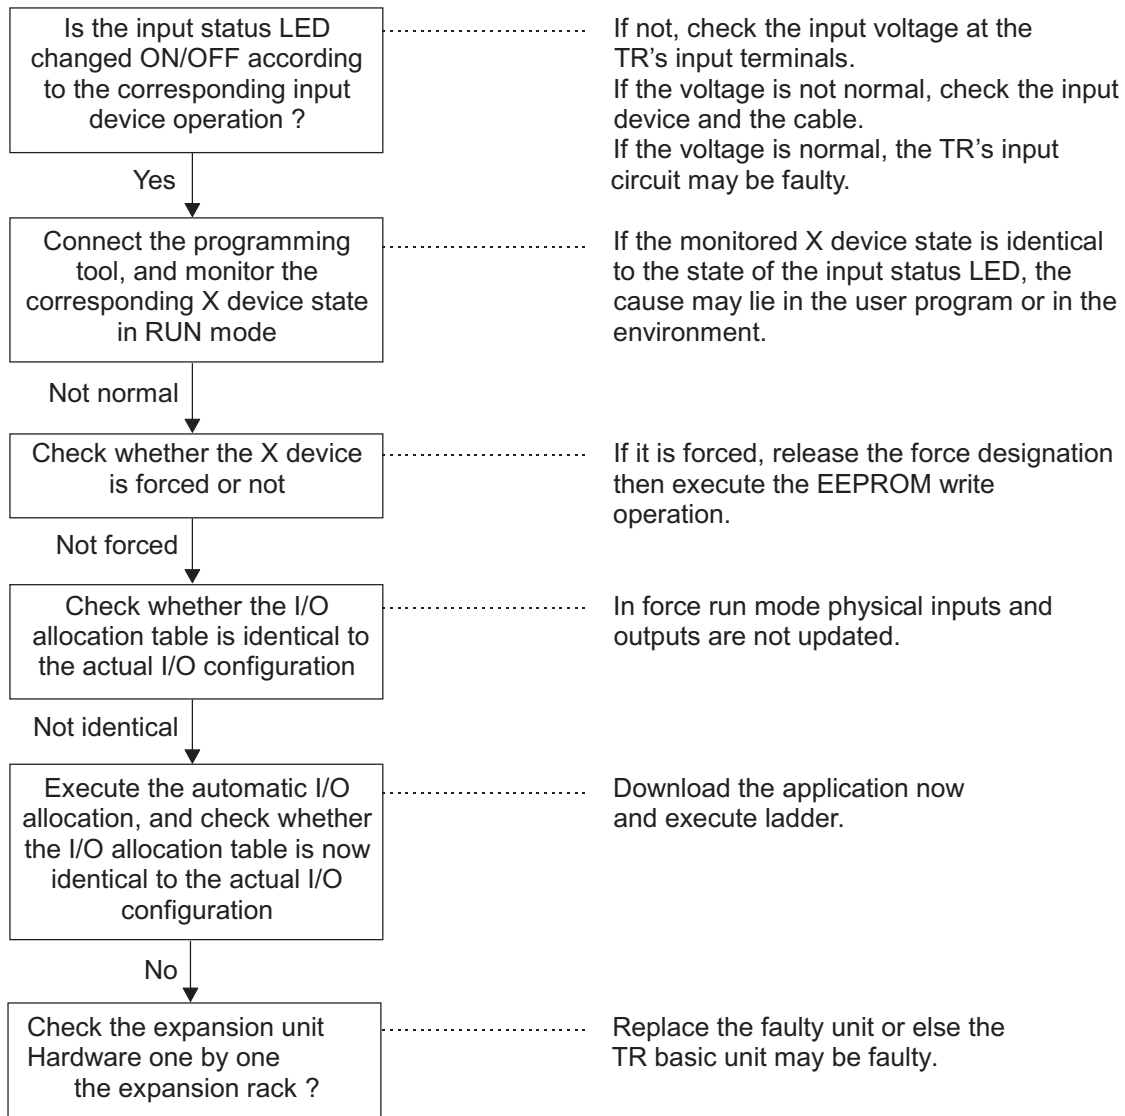 Is the input status LED
changed ON/OFF according
to the corresponding input
device operation ?
If not, check the input voltage at the
TR's input terminals.
If the voltage is not normal, check the input
device and the cable.
If the voltage is normal, the TR's input
circuit may be faulty.
Yes
Connect the programming
tool, and monitor the
corresponding X device state
in RUN mode
If the monitored X device state is identical
to the state of the input status LED, the
cause may lie in the user program or in the
environment.
Not normal
Check whether the X device
is forced or not
If it is forced, release the force designation
then execute the EEPROM write
operation.
Not forced
Check whether the I/O
allocation table is identical to
the actual I/O configuration
In force run mode physical inputs and
outputs are not updated.
Not identical
Execute the automatic I/O
allocation, and check whether
the I/O allocation table is now
identical to the actual I/O
configuration
Download the application now
and execute ladder.
No
Check the expansion unit
Hardware one by one
the expansion rack ?
Replace the faulty unit or else the
TR basic unit may be faulty.